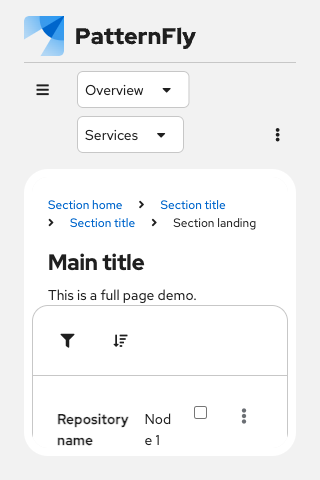 PatternFly
Overview
Services
Section home
Section title
Section title
Section landing
Main title
This is a full page demo.
Repository name
Nod
e 1